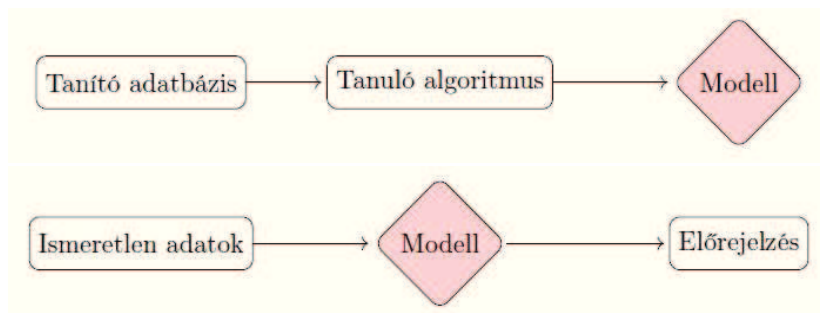 Tanító adatbázis
Tanuló algoritmus
Modell
Ismeretlen adatok
Modell
Előrejelzés